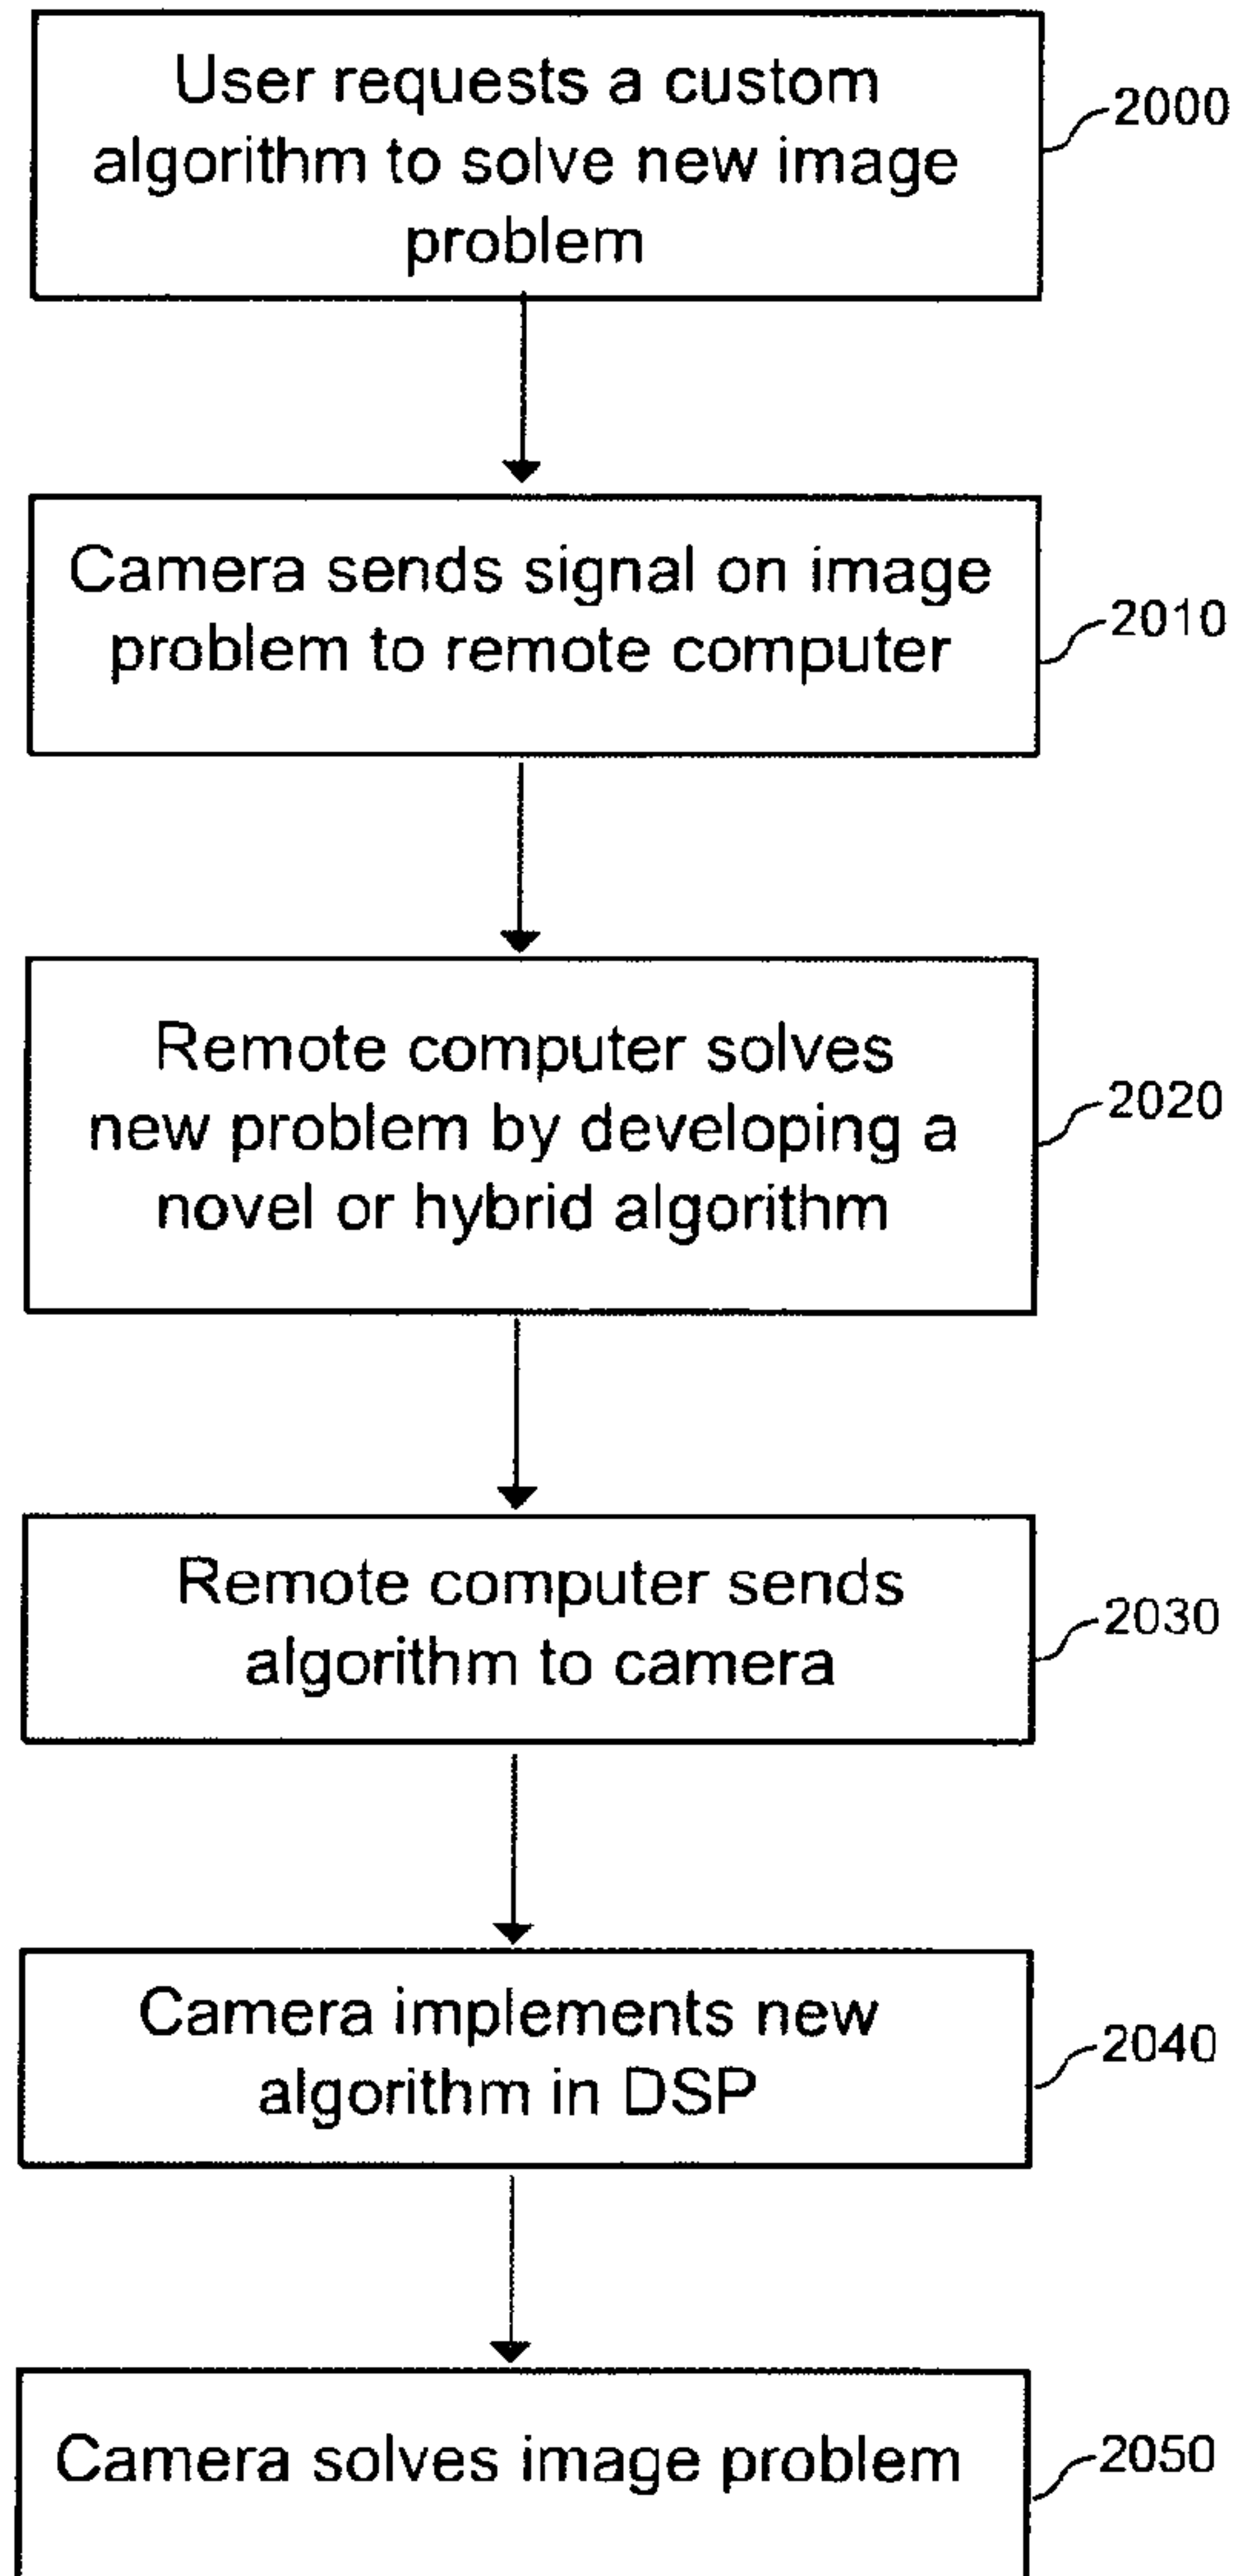 User requests a custom
algorithm to solve new image
problem
2000
Camera sends signal on image
problem to remote computer
2010
Remote computer solves
new problem by developing a
novel or hybrid algorithm
2020
Remote computer sends
algorithm to camera
2030
Camera implements new
algorithm in DSP
2040
Camera solves image problem
2050